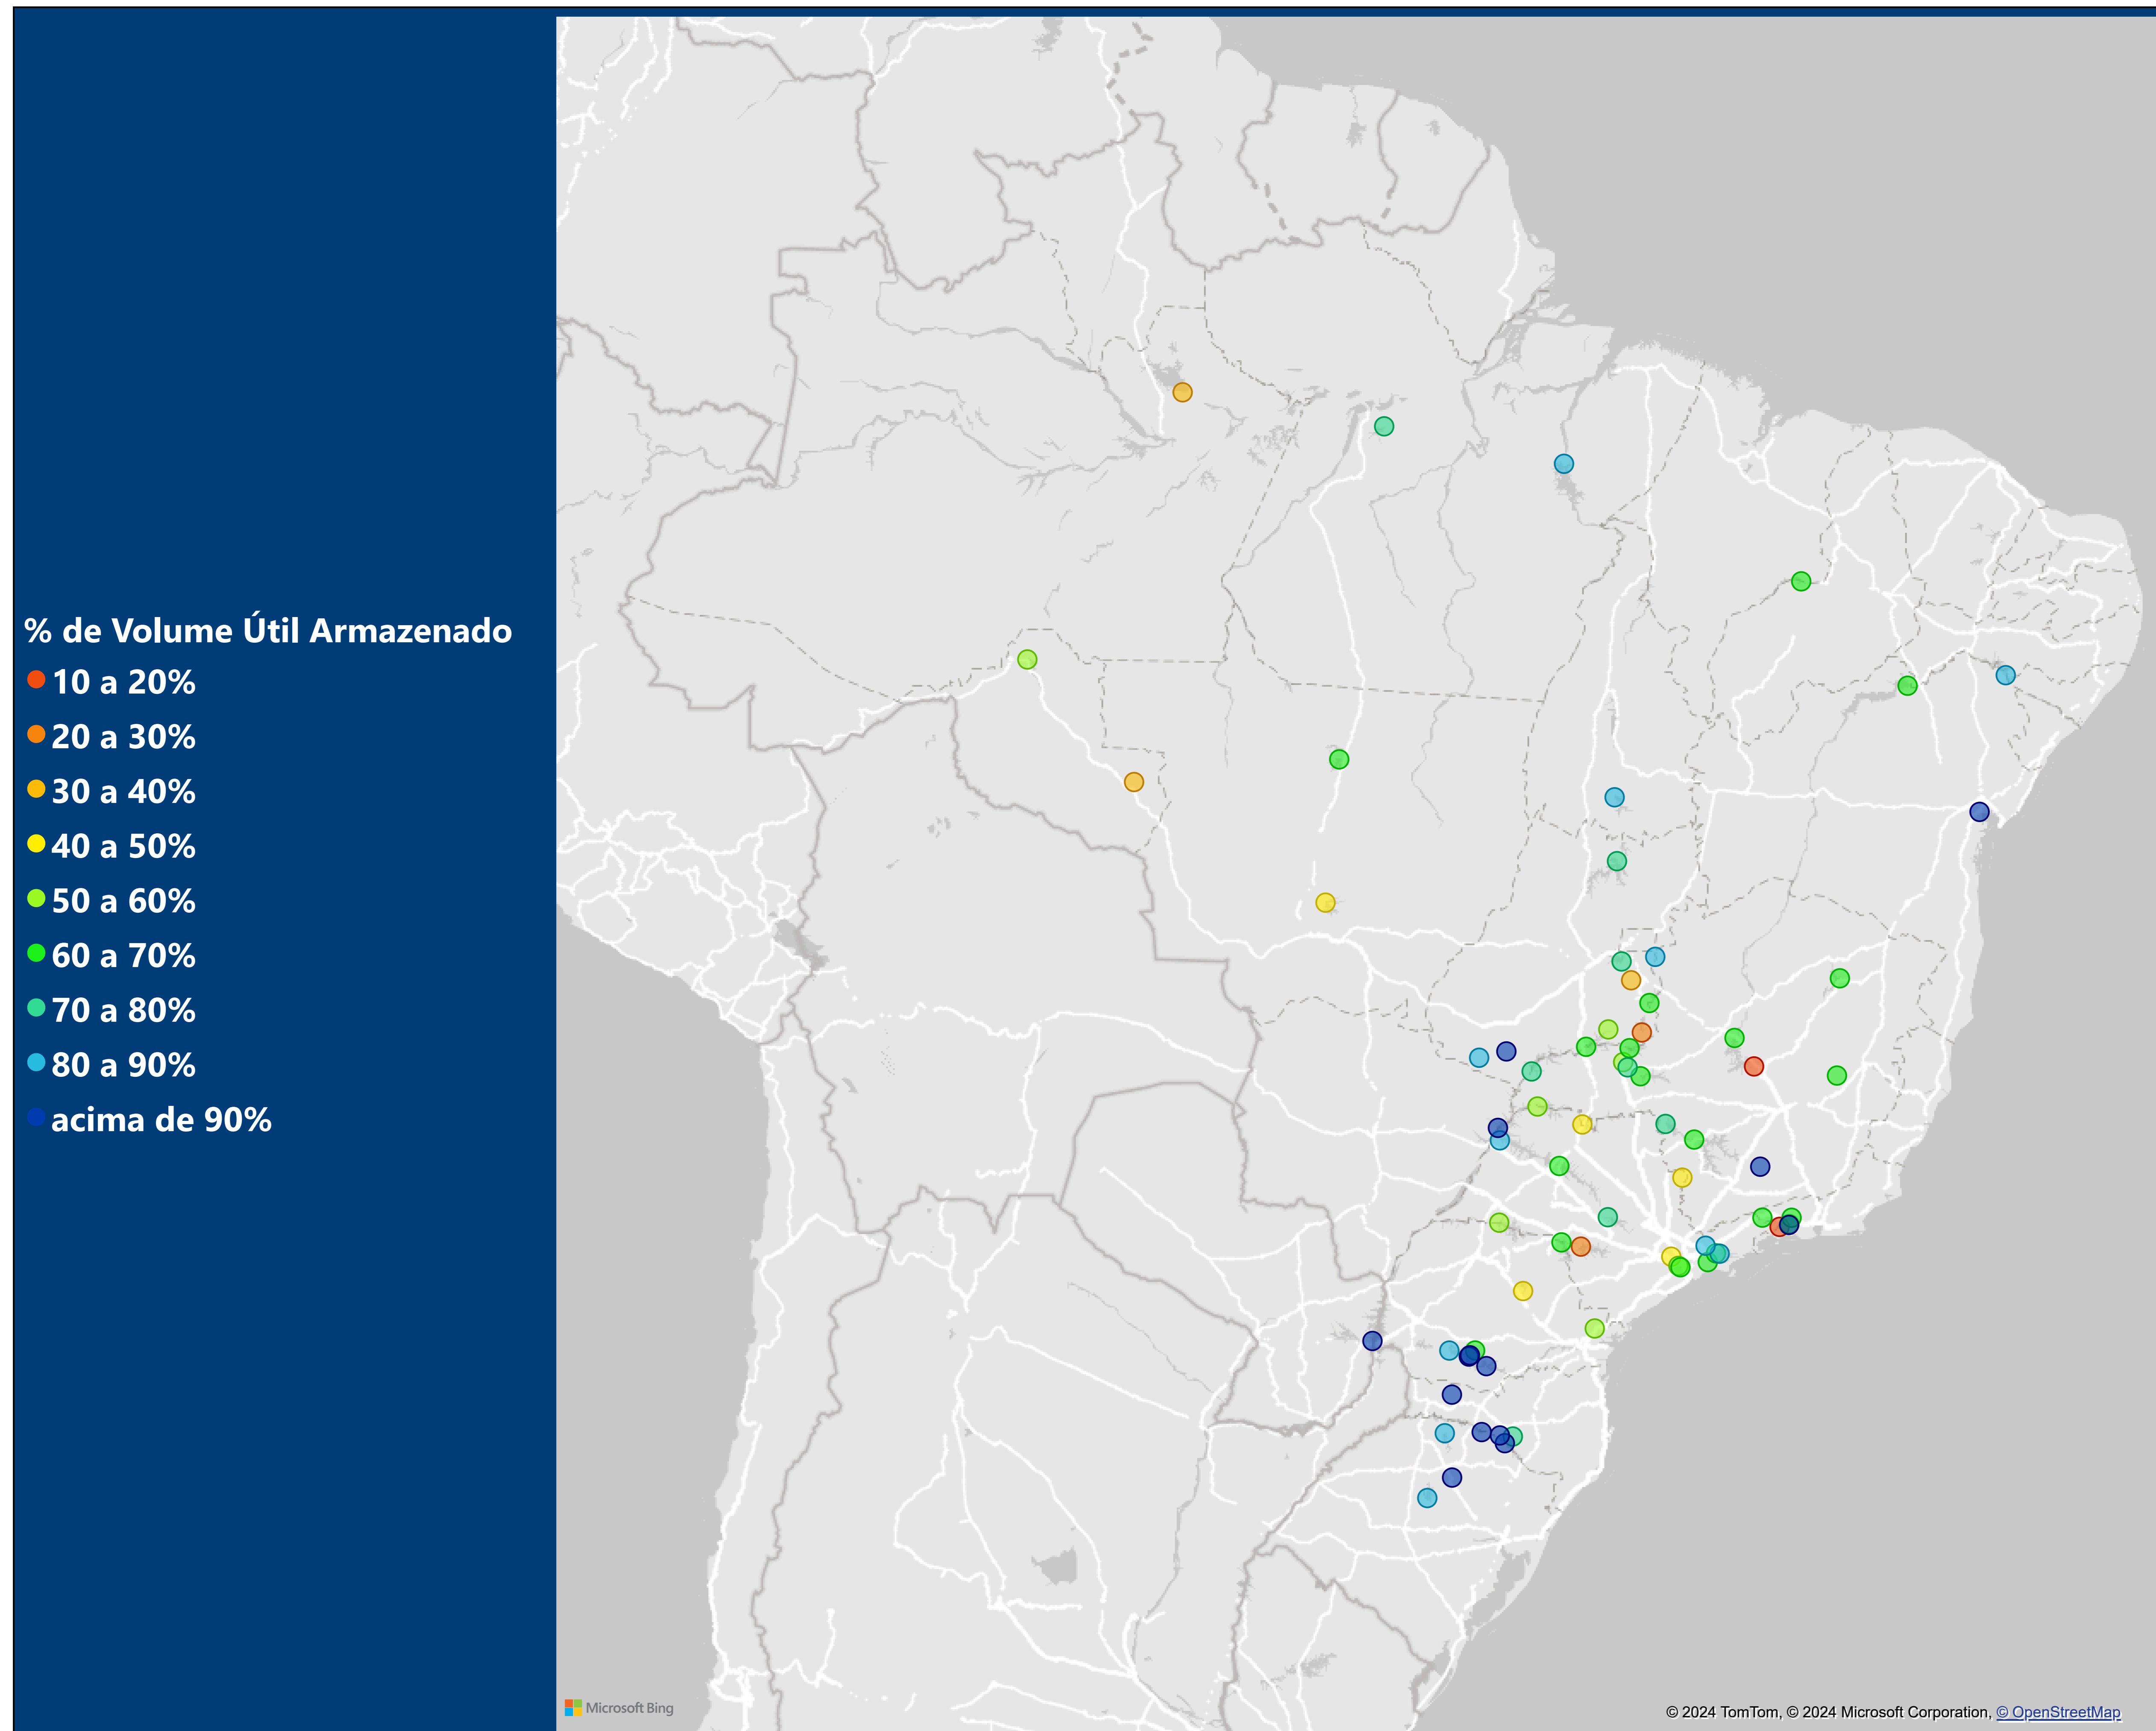 % de Volume Útil Armazenado
10 a 20%
20 a 30%
30 a 40%
40 a 50%
50 a 60%
60 a 70%
70 a 80%
80 a 90%
acima de 90%
Microsoft Bing
© 2024 TomTom, © 2024 Microsoft Corporation, © OpenStreetMap